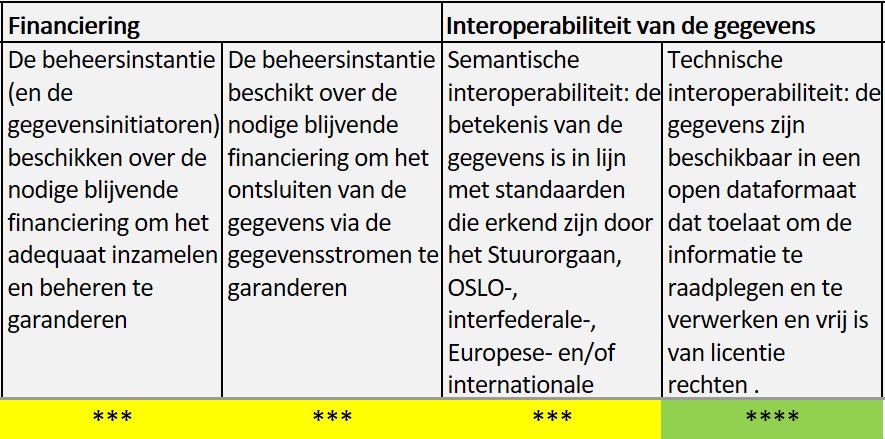 Financiering
Interoperabiliteit van de gegevens
De beheersinstantie
(en de
gegevensinitiatoren)
beschikken over de
nodige blijvende
financiering om het
adequaat inzamelen
en beheren te
garanderen
De beheersinstantie
beschikt over de
nodige blijvende
financiering om het
ontsluiten van de
gegevens via de
gegevensstromen te
garanderen
Semantische
interoperabiliteit: de
betekenis van de
gegevens is in lijn
met standaarden
die erkend zijn door
het Stuurorgaan,
OSLO-,
interfederale-,
Europese- en/of
internationale
Technische
interoperabiliteit: de
gegevens zijn
beschikbaar in een
open dataformaat
dat toelaat om de
informatie te
raadplegen en te
verwerken en vrij is
van licentie
rechten .
***
***
***
****